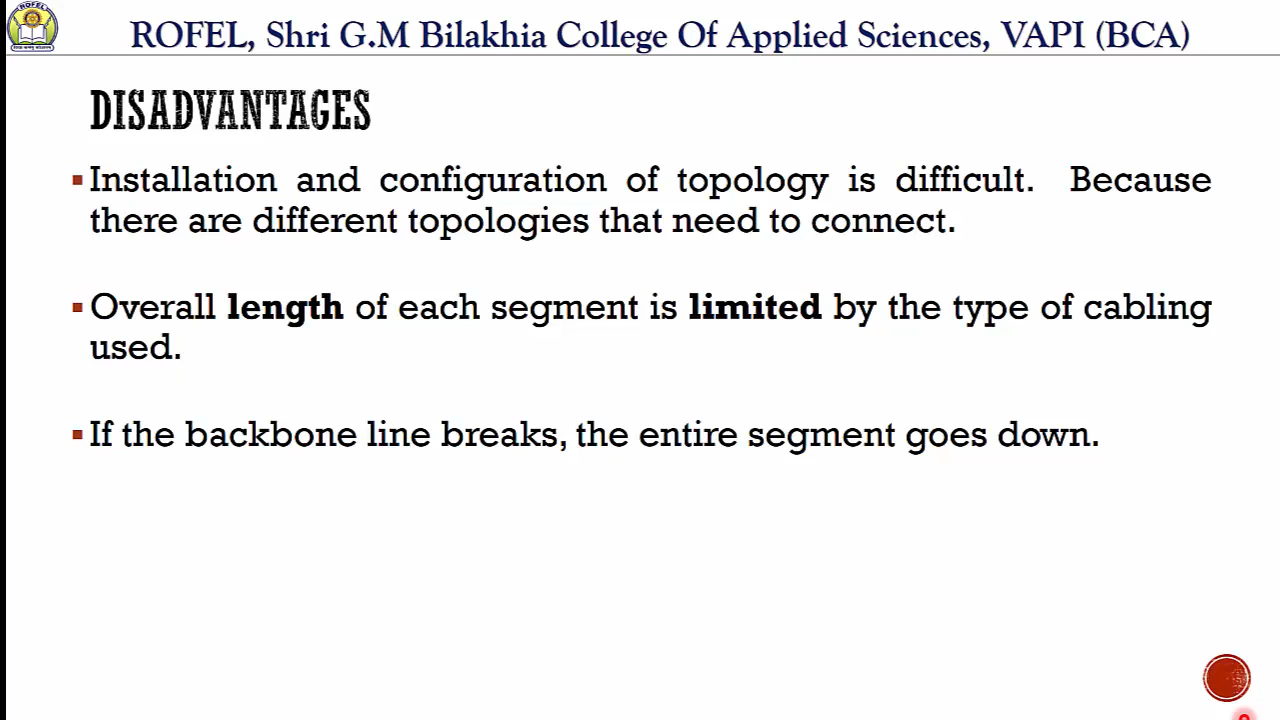 ROFEL
ROFEL, Shri G.M Bilakhia College Of Applied Sciences, VAPI (BCA)
DISADVANTAGES
▪Installation and configuration of topology is difficult. Because
there are different topologies that need to connect.
▪Overall length of each segment is limited by the type of cabling
used.
▪If the backbone line breaks, the entire segment goes down.